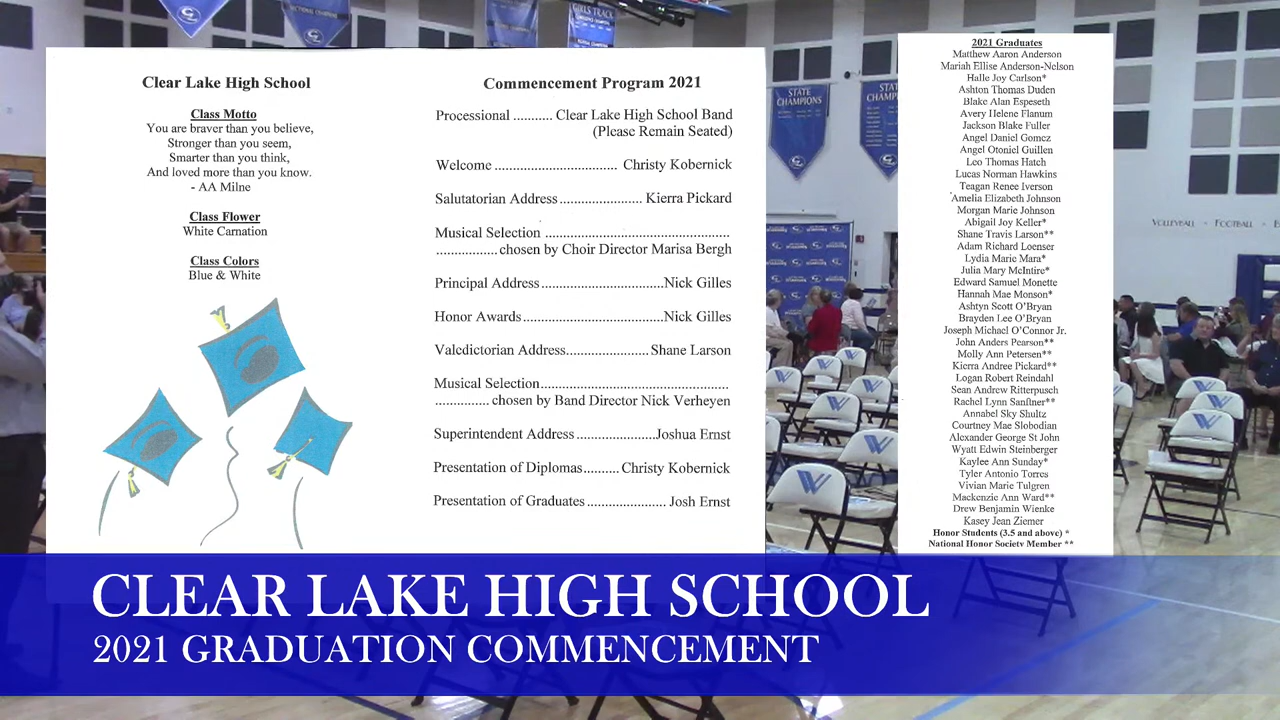 Clear Lake High School
Class Motto
You are braver than you believe,
Stronger than you seem,
Smarter than you think,
And loved more than you know.
- AA Milne
Class Flower
White Carnation
Class Colors
Blue & White
Commencement Program 2021
Processional ........... Clear Lake High School Band
(Please Remain Seated)
Welcome .................................. Christy Kobernick
Salutatorian Address ....................... Kierra Pickard
Musical Selection ...................................................
.................chosen by Choir Director Marisa Bergh
Principal Address ..................................Nick Gilles
Honor Awards .......................................Nick Gilles
Valedictorian Address....................... Shane Larson
Musical Selection....................................................
............... chosen by Band Director Nick Verheyen
Superintendent Address ......................Joshua Ernst
Presentation of Diplomas.......... Christy Kobernick
Presentation of Graduates ...................... Josh Ernst
2021 Graduates
Matthew Aaron Anderson
Mariah Ellise Anderson-Nelson
Halle Joy Carlson*
Ashton Thomas Duden
Blake Alan Espeseth
Avery Helene Flanum
Jackson Blake Fuller
Angel Daniel Gomez
Angel Otoniel Guillen
Leo Thomas Hatch
Lucas Norman Hawkins
Teagan Renee Iverson
Amelia Elizabeth Johnson
Morgan Marie Johnson
Abigail Joy Keller*
Shane Travis Larson**
Adam Richard Loenser
Lydia Marie Mara*
Julia Mary McIntire*
Edward Samuel Monette
Hannah Mae Monson*
Ashtyn Scott O'Bryan
Brayden Lee O'Bryan
Joseph Michael O'Connor Jr.
John Anders Pearson**
Molly Ann Petersen**
Kierra Andree Pickard**
Logan Robert Reindahl
Sean Andrew Ritterpusch
Rachel Lynn Sanftner**
Annabel Sky Shultz
Courtney Mae Slobodian
Alexander George St John
Wyatt Edwin Steinberger
Kaylee Ann Sunday*
Tyler Antonio Torres
Vivian Marie Tulgren
Mackenzie Ann Ward**
Drew Benjamin Wienke
Kasey Jean Ziemer
Honor Students (3.5 and above) *
National Honor Society Member **
GIRLS TRACK
STATE
CHAMPIONS
VOLLEYBALL - FOOTBALL -
CLEAR LAKE HIGH SCHOOL
2021 GRADUATION COMMENCEMENT